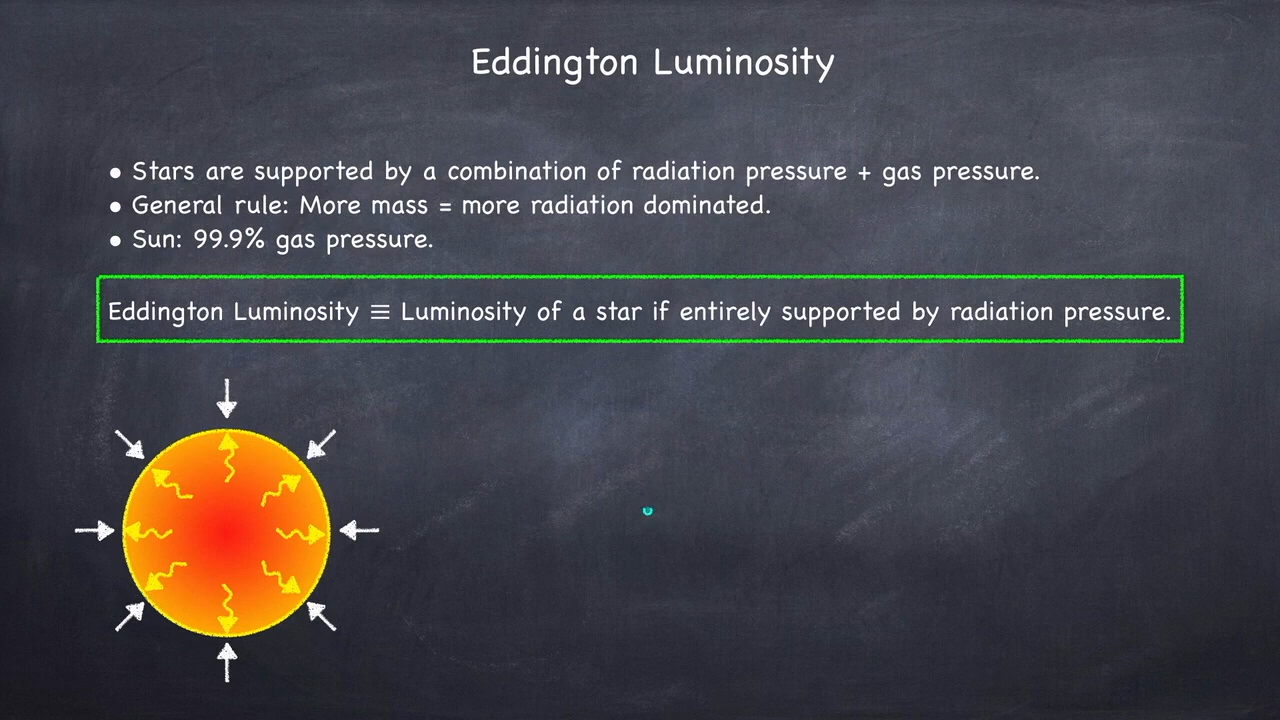 Eddington Luminosity
• Stars are supported by a combination of radiation pressure + gas pressure.
• General rule: More mass = more radiation dominated.
• Sun: 99.9% gas pressure.
Eddington Luminosity ≡ Luminosity of a star if entirely supported by radiation pressure.